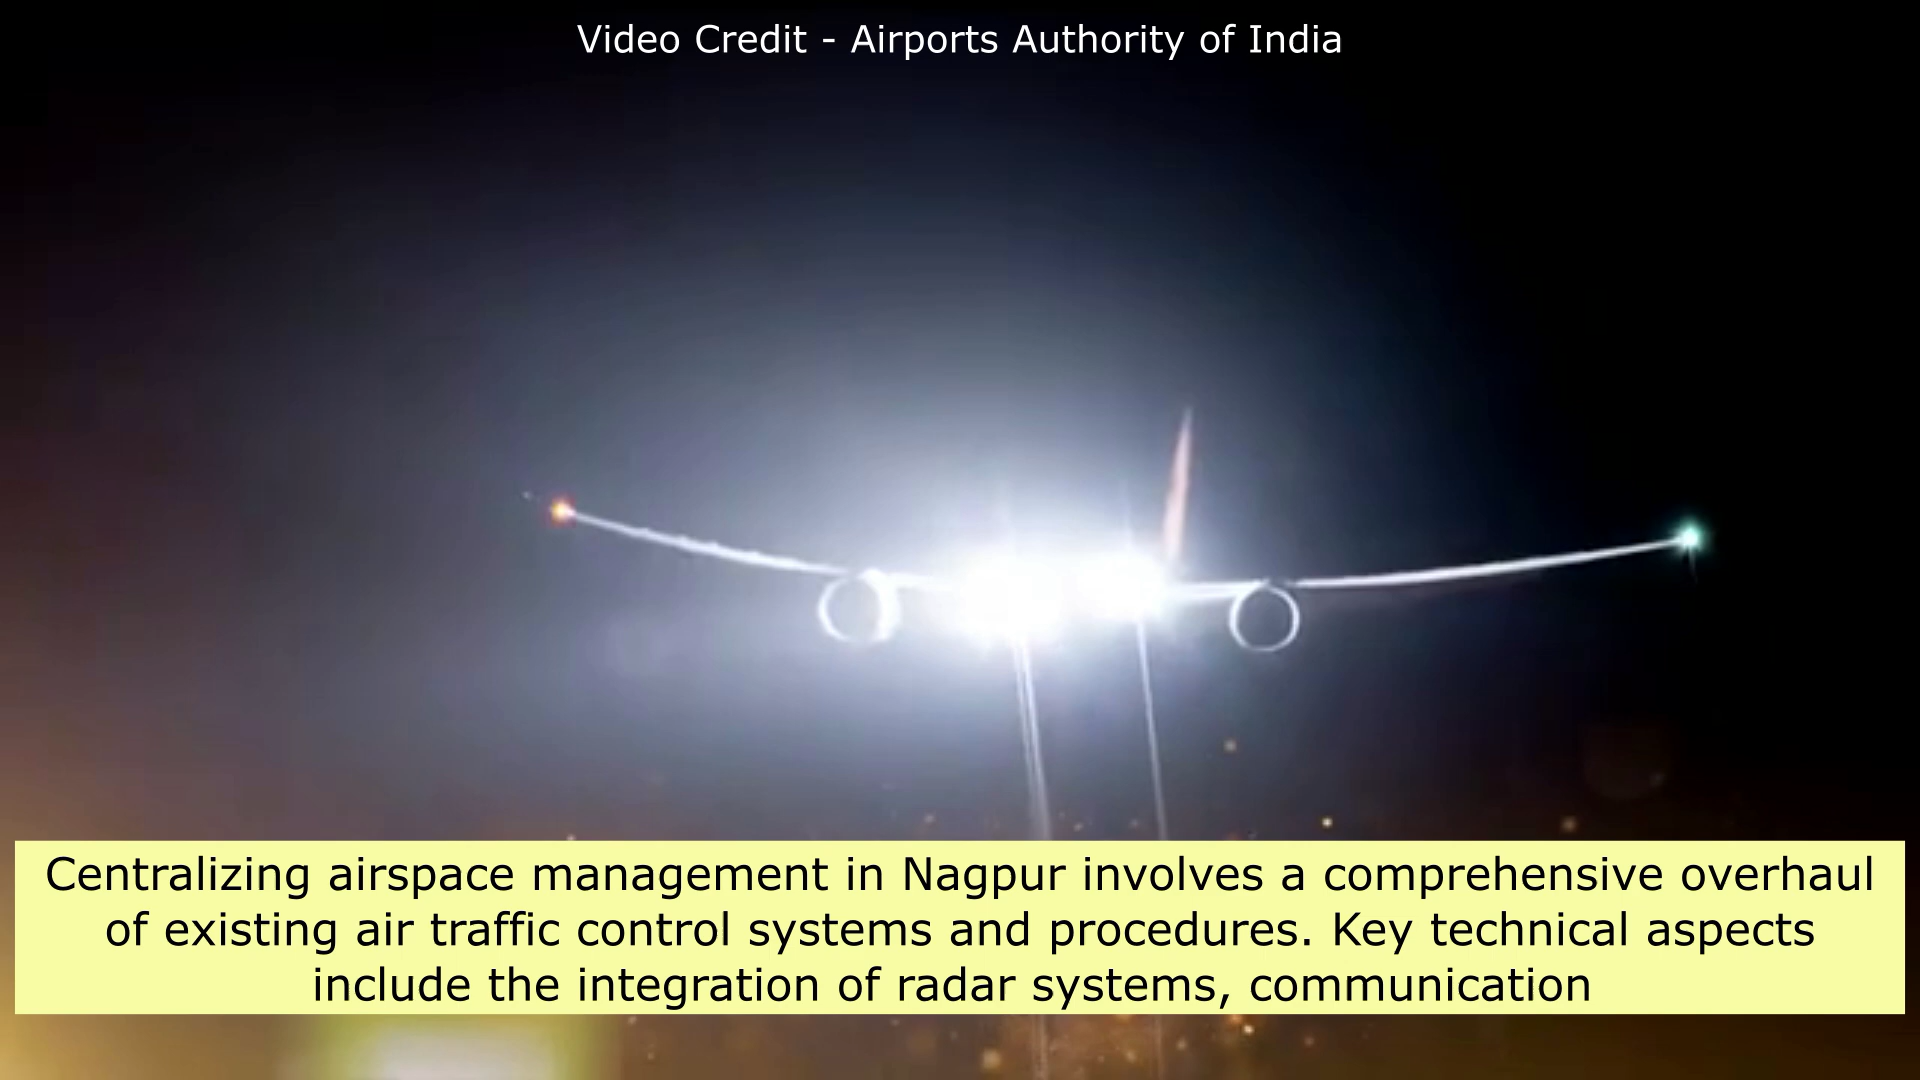 Video Credit - Airports Authority of India
Centralizing airspace management in Nagpur involves a comprehensive overhaul
of existing air traffic control systems and procedures. Key technical aspects
include the integration of radar systems, communication